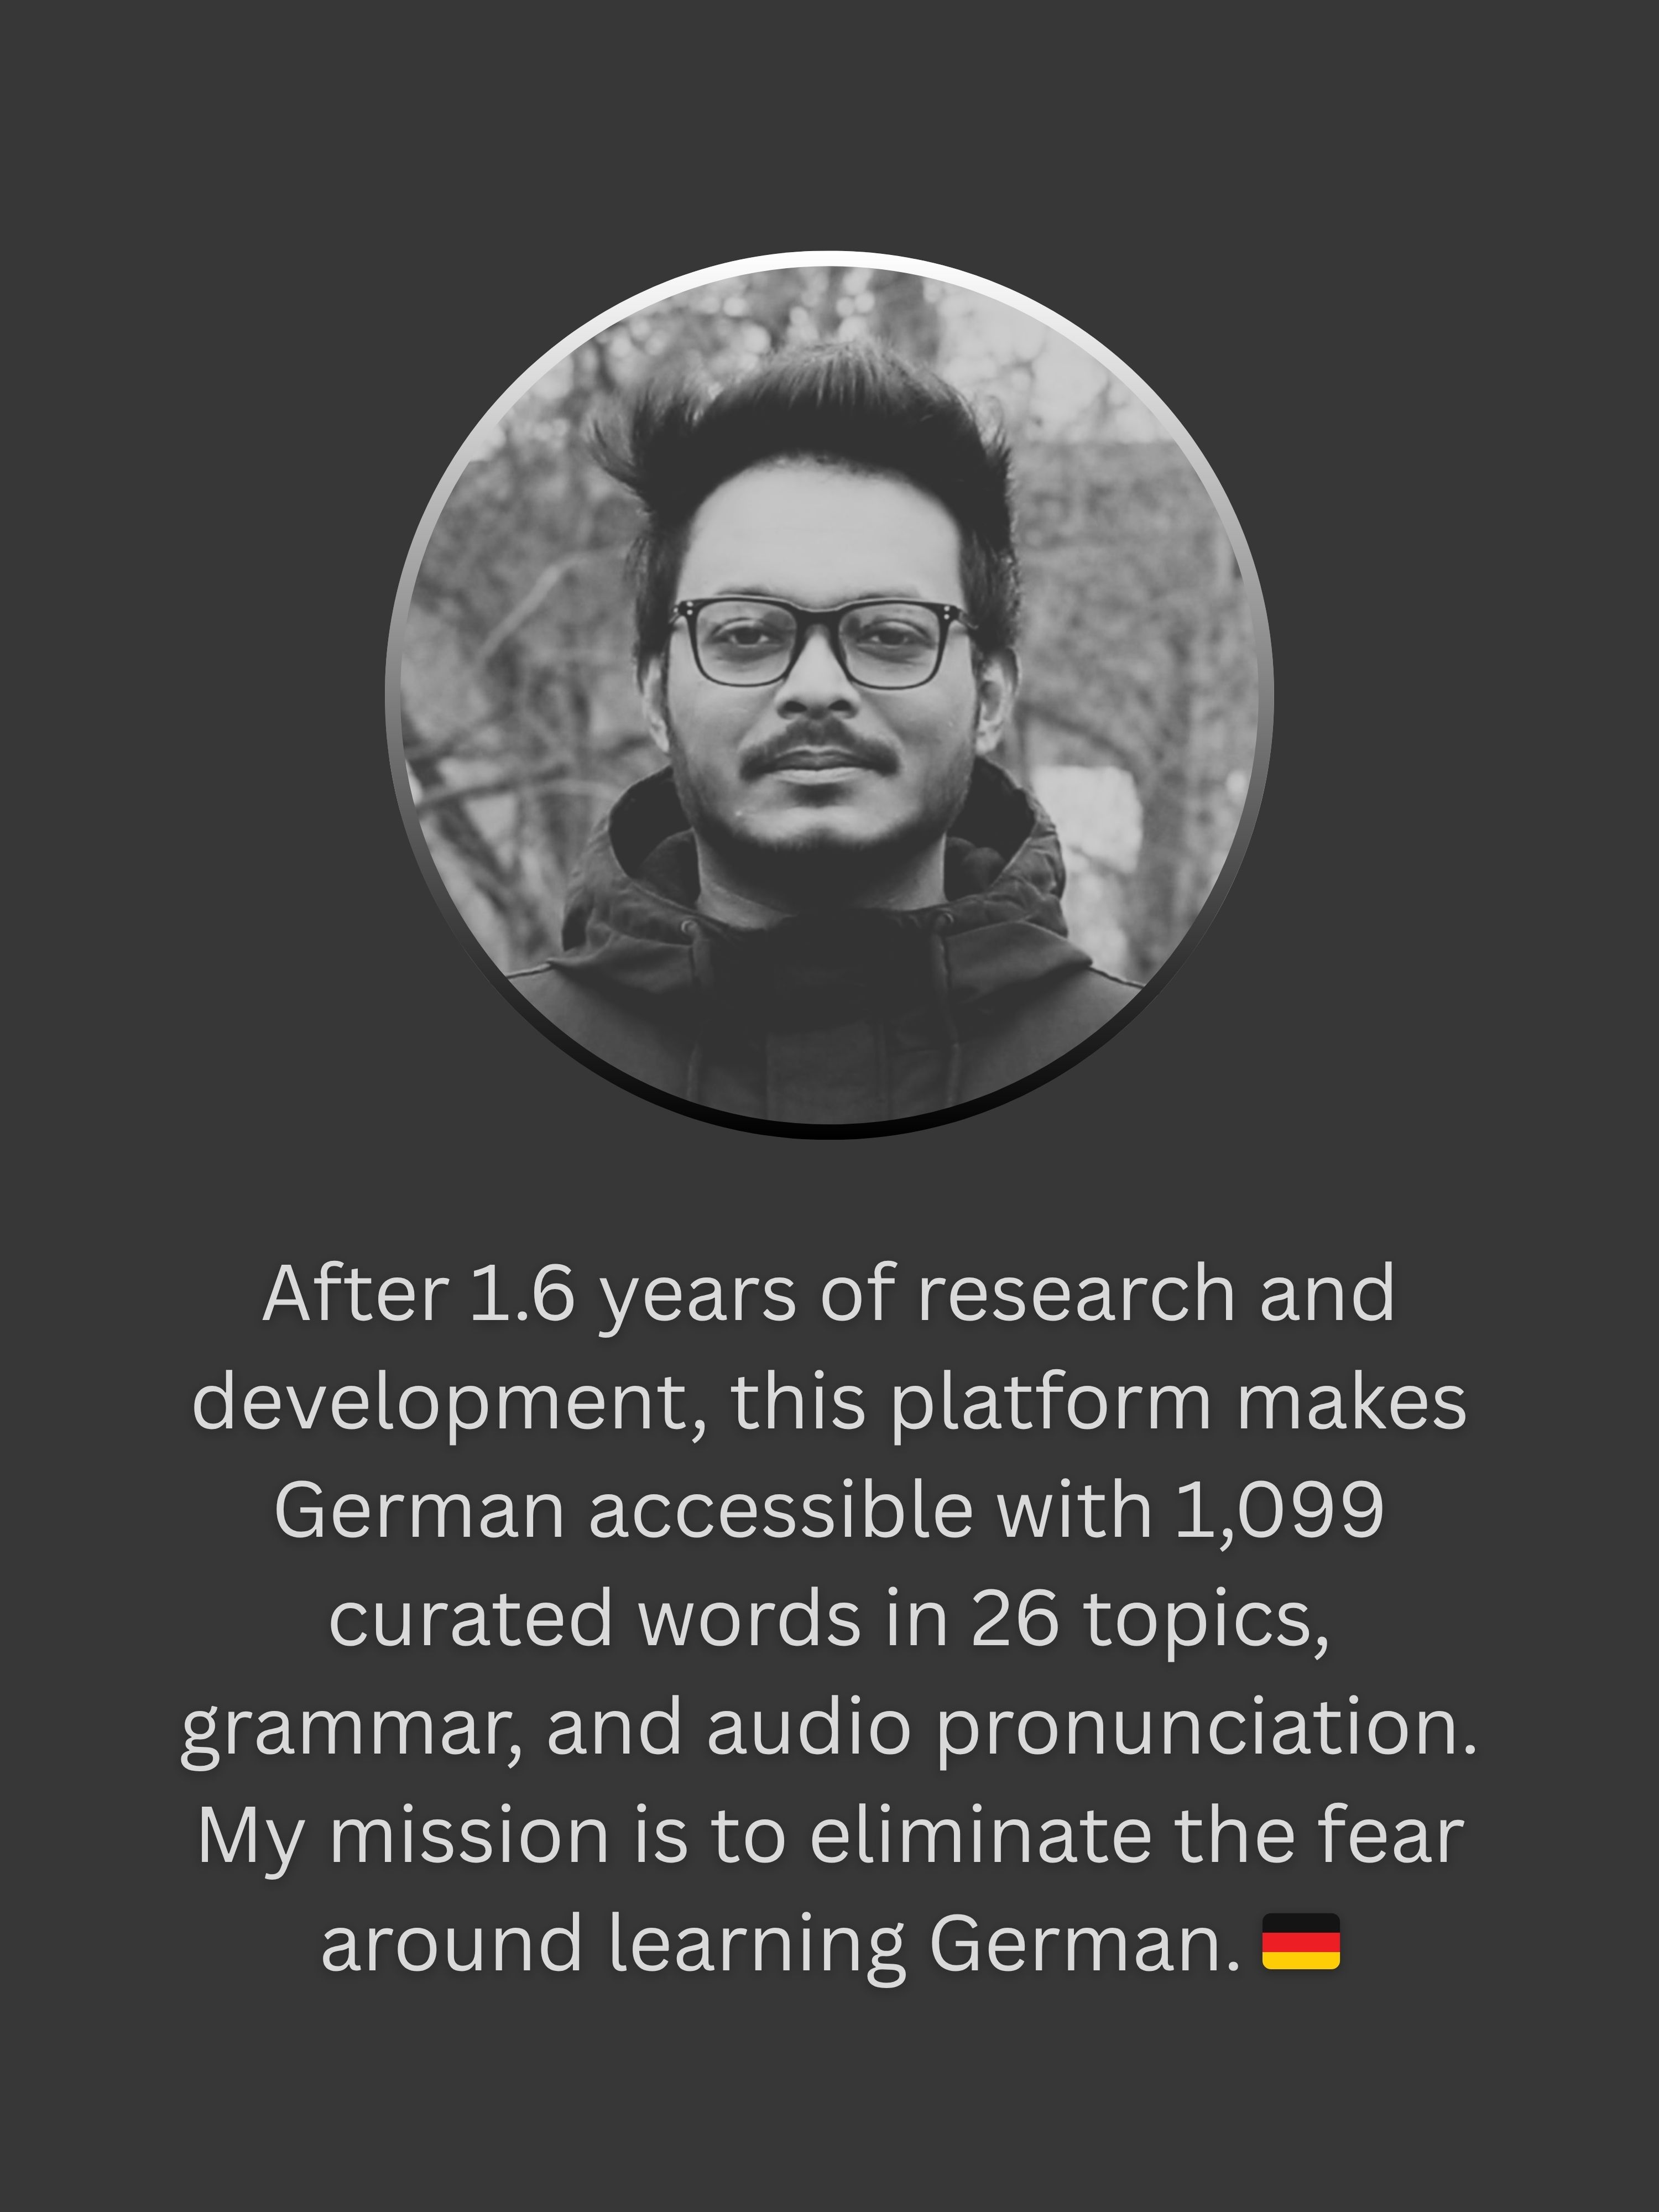 After 1.6 years of research and
development, this platform makes
German accessible with 1,099
curated words in 26 topics,
grammar, and audio pronunciation.
My mission is to eliminate the fear
around learning German. 🇩🇪